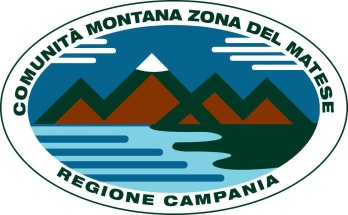 COMUNITÀ MONTANA ZONA DEL MATESE
REGIONE CAMPANIA